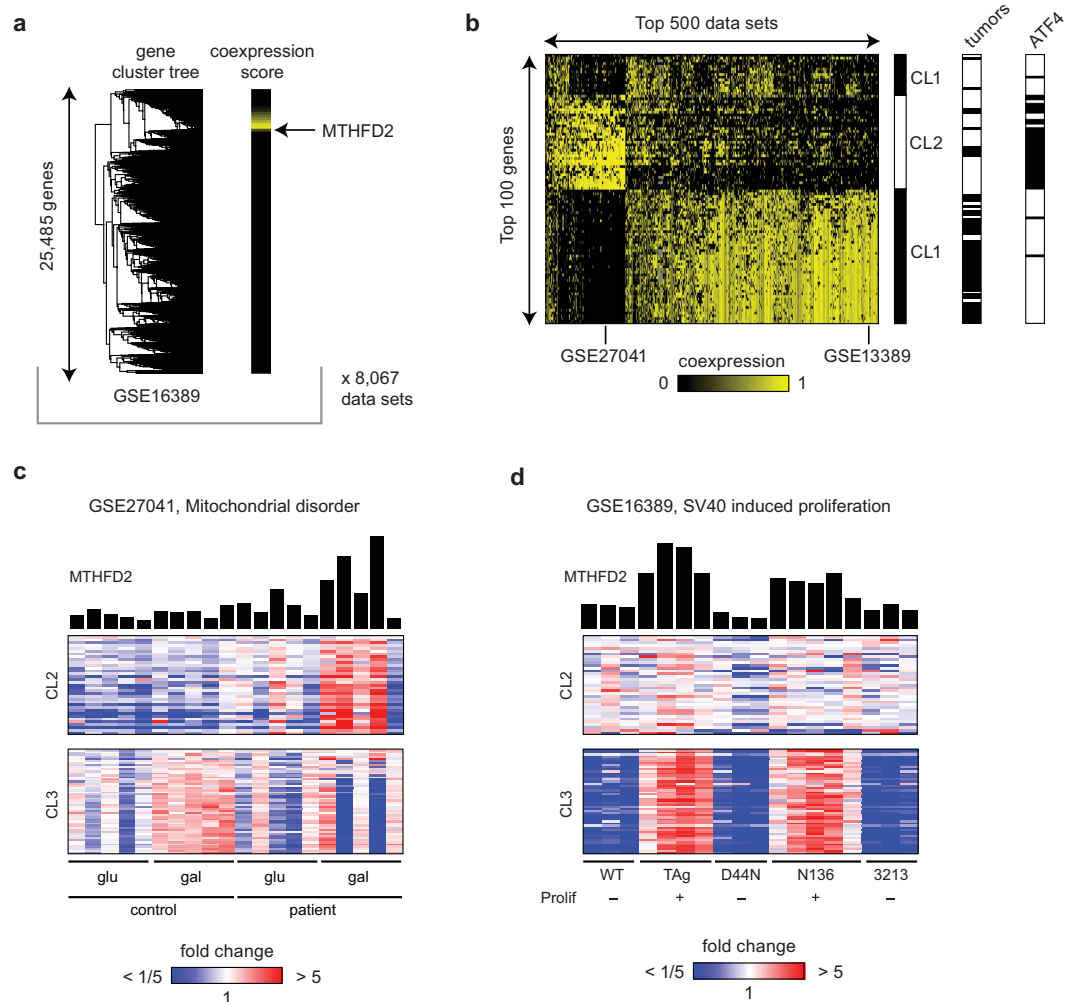 a
gene
cluster tree
coexpression
score
25,485 genes
MTHFD2
GSE16389
x 8,067
data sets
b
Top 500 data sets
Top 100 genes
CL1
CL2
CL1
tumors
ATF4
GSE27041
GSE13389
coexpression
0
1
c
GSE27041, Mitochondrial disorder
MTHFD2
CL2
CL3
glu
gal
glu
gal
control
patient
fold change
< 1/5
> 5
1
d
GSE16389, SV40 induced proliferation
MTHFD2
CL2
CL3
WT
TAg
D44N
N136
3213
Prolif
–
+
–
+
–
fold change
< 1/5
> 5
1